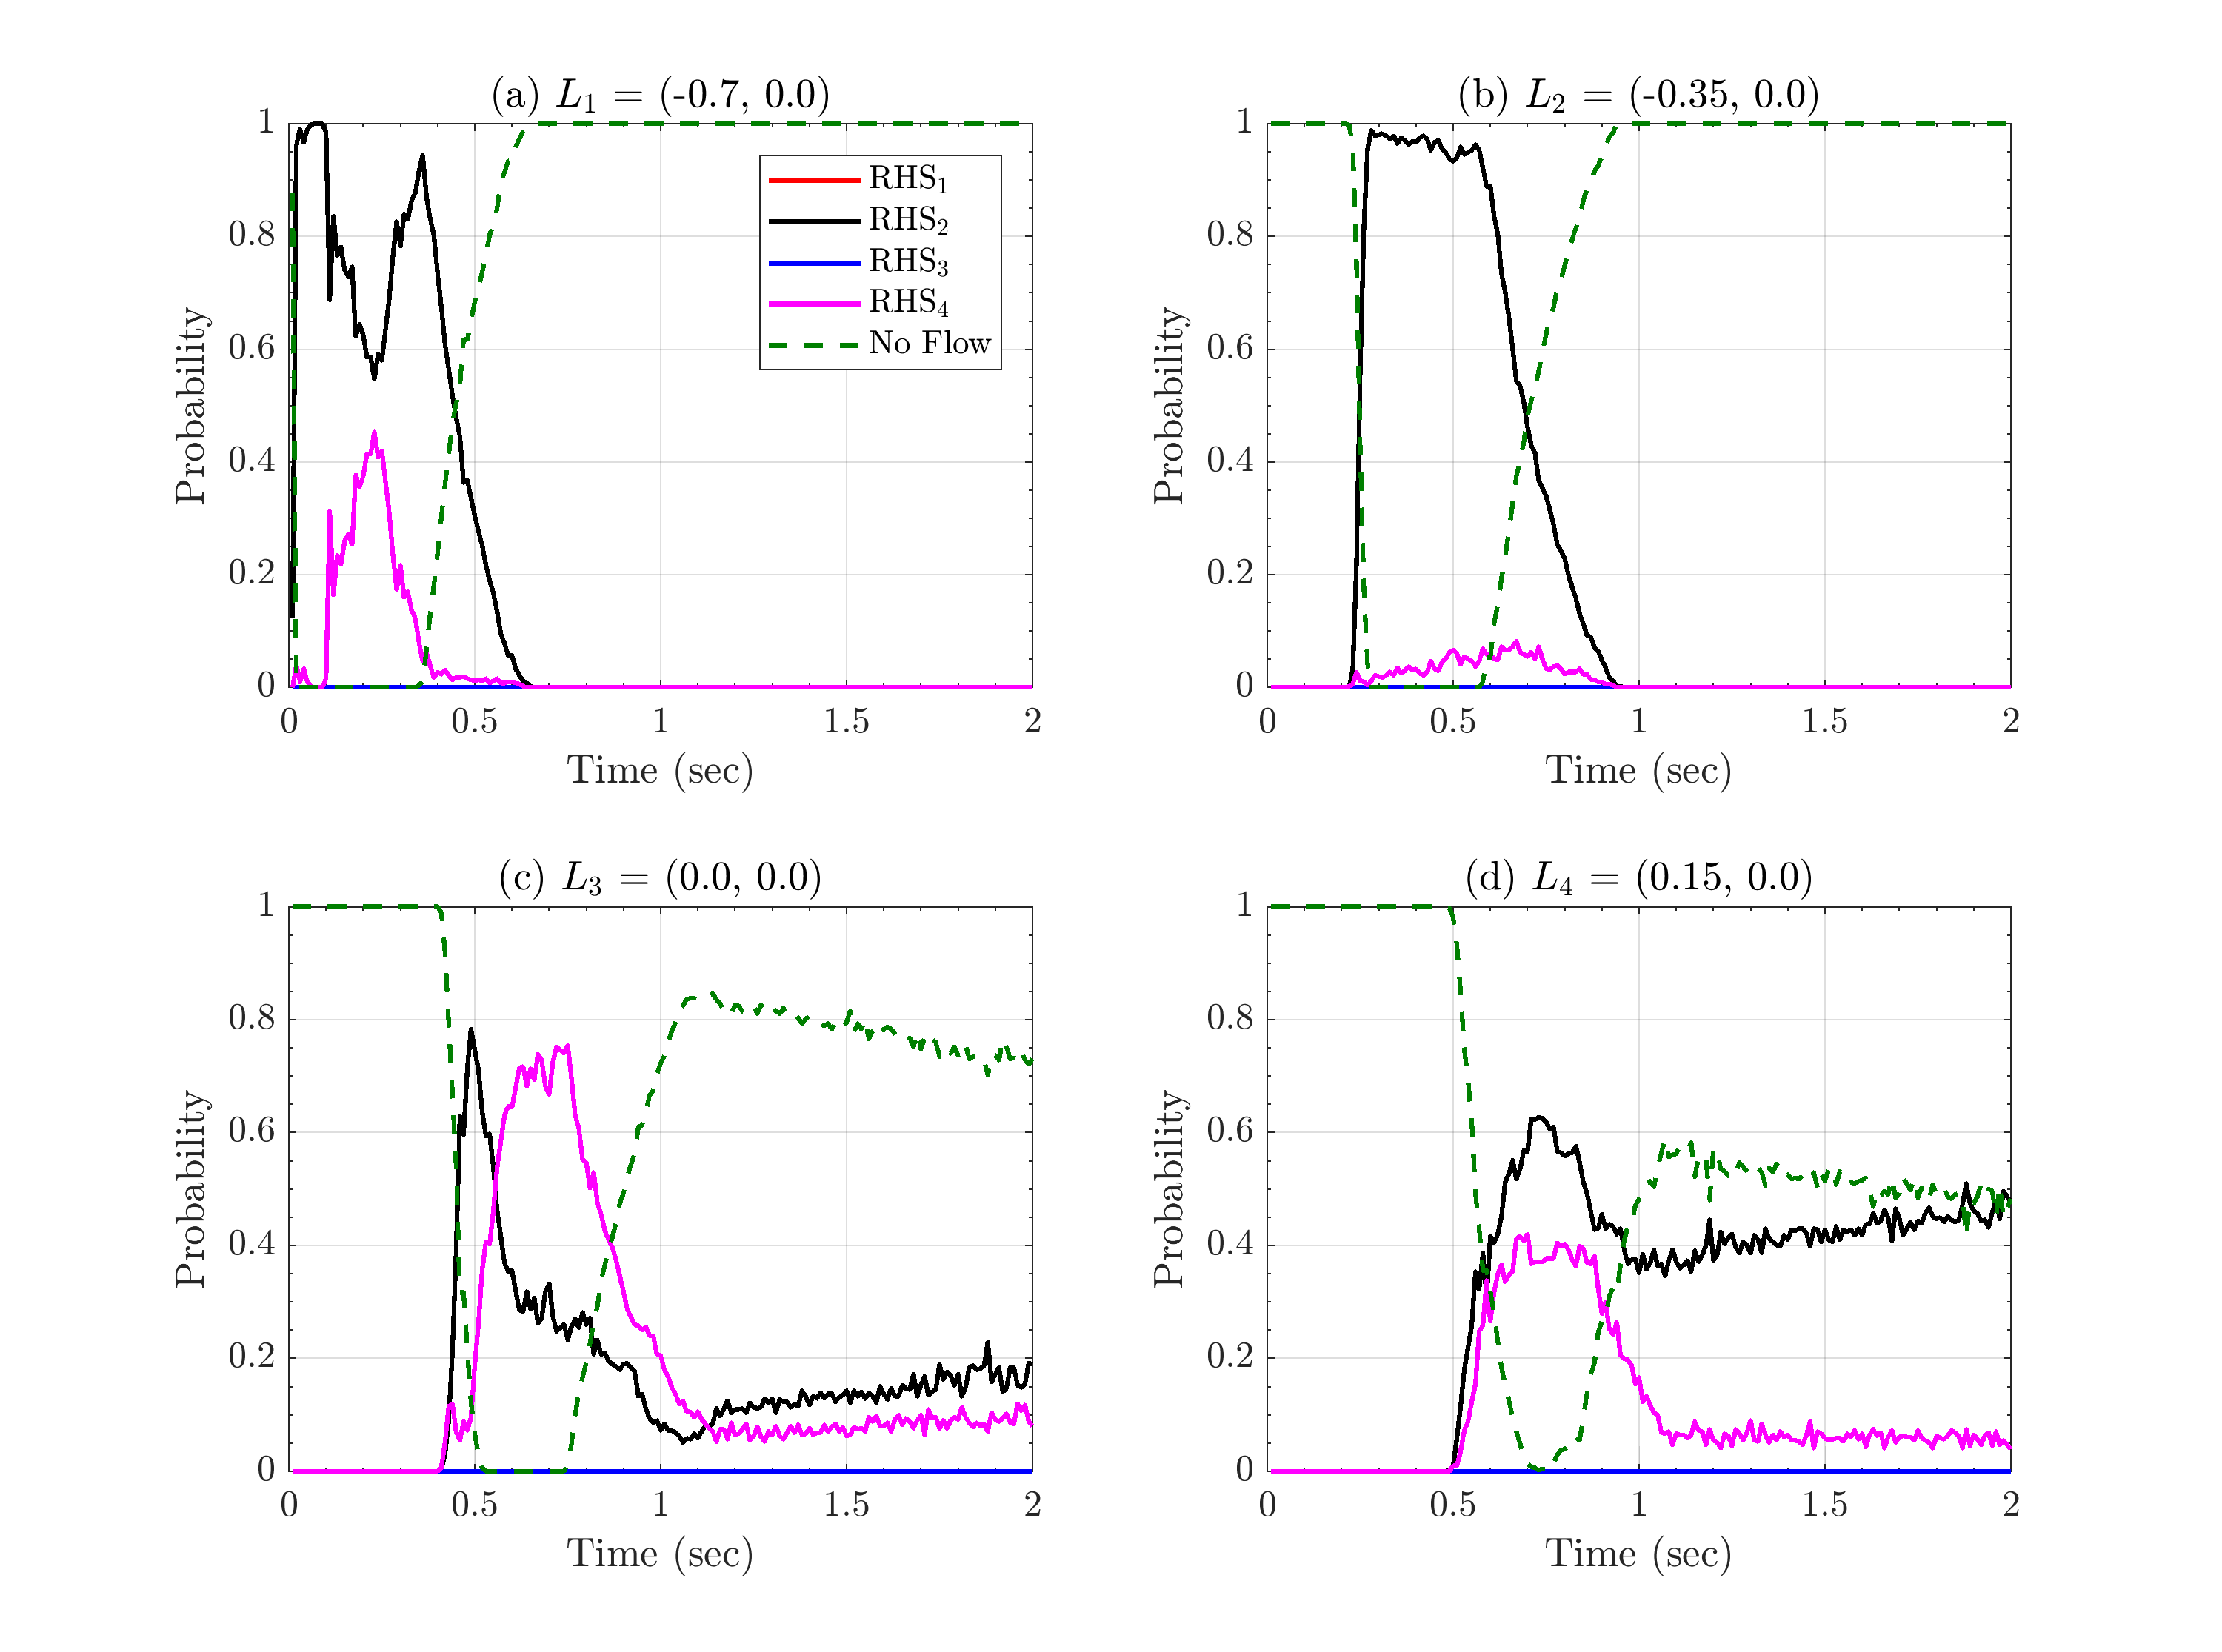 (a) L₁ = (-0.7, 0.0)
1
0.8
0.6
0.4
0.2
0
Probability
0 0.5 1 1.5 2
Time (sec)
RHS₁
RHS₂
RHS₃
RHS₄
No Flow
(b) L₂ = (-0.35, 0.0)
1
0.8
0.6
0.4
0.2
0
Probability
0 0.5 1 1.5 2
Time (sec)
(c) L₃ = (0.0, 0.0)
1
0.8
0.6
0.4
0.2
0
Probability
0 0.5 1 1.5 2
Time (sec)
(d) L₄ = (0.15, 0.0)
1
0.8
0.6
0.4
0.2
0
Probability
0 0.5 1 1.5 2
Time (sec)